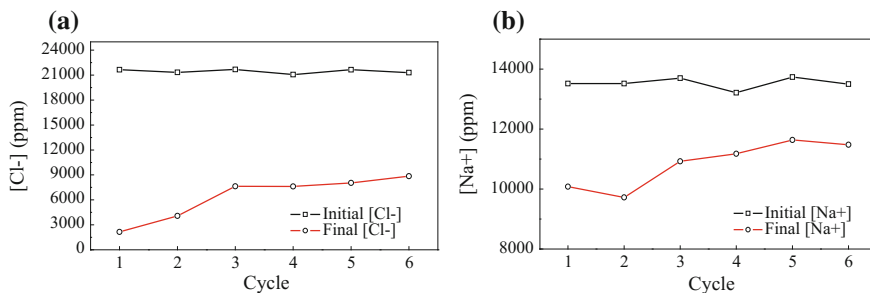 (a)
24000
21000
18000
15000
12000
9000
6000
3000
0
[Cl-] (ppm)
Initial [Cl-]
Final [Cl-]
1 2 3 4 5 6
Cycle
(b)
14000
12000
10000
8000
[Na+] (ppm)
Initial [Na+]
Final [Na+]
1 2 3 4 5 6
Cycle